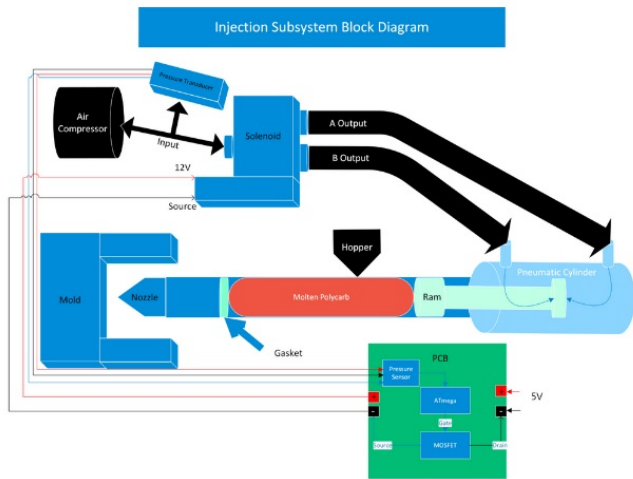 Injection Subsystem Block Diagram
Pressure Transducer
Air
Compressor
Input
Solenoid
A Output
B Output
12V
Source
Hopper
Pneumatic Cylinder
Mold
Nozzle
Molten Polycarb
Ram
Gasket
PCB
Pressure
Sensor
+
+
5V
ATmega
-
-
Gate
Source
MOSFET
Drain